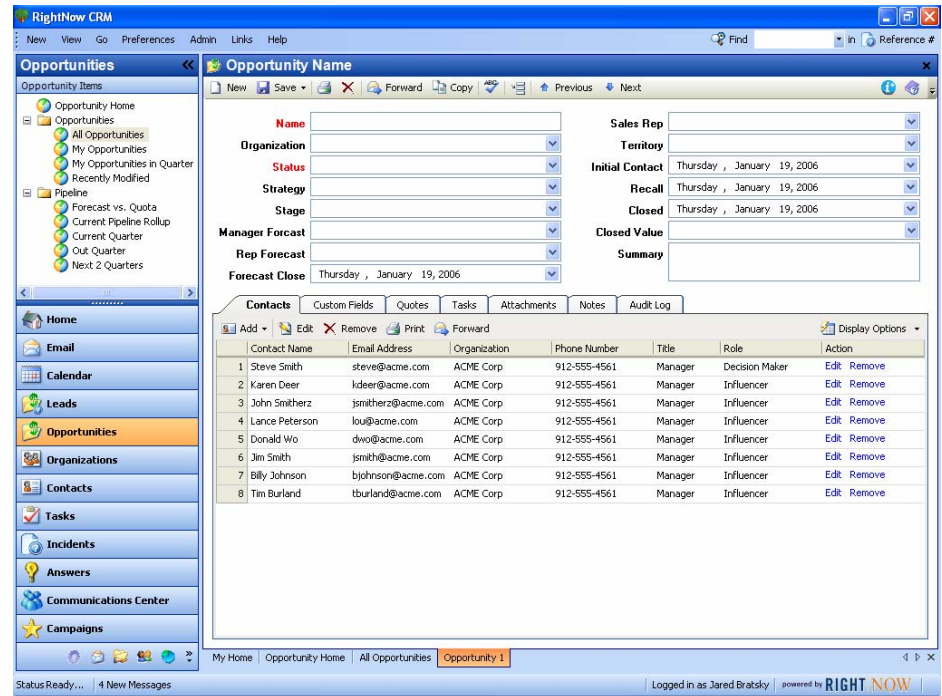 RightNow CRM
New View Go Preferences Admin Links Help Find in Reference #
Opportunities «
Opportunity Items
Opportunity Home
Opportunities
All Opportunities
My Opportunities
My Opportunities in Quarter
Recently Modified
Pipeline
Forecast vs. Quota
Current Pipeline Rollup
Current Quarter
Out Quarter
Next 2 Quarters
Home
Email
Calendar
Leads
Opportunities
Organizations
Contacts
Tasks
Incidents
Answers
Communications Center
Campaigns
Opportunity Name
New Save Forward Copy ABC Previous Next
Name
Organization
Status
Strategy
Stage
Manager Forcast
Rep Forecast
Forecast Close Thursday , January 19, 2006
Sales Rep
Territory
Initial Contact Thursday , January 19, 2006
Recall Thursday , January 19, 2006
Closed Thursday , January 19, 2006
Closed Value
Summary
Contacts Custom Fields Quotes Tasks Attachments Notes Audit Log
Add Edit Remove Print Forward Display Options
Contact Name Email Address Organization Phone Number Title Role Action
1 Steve Smith steve@acme.com ACME Corp 912-555-4561 Manager Decision Maker Edit Remove
2 Karen Deer kdeer@acme.com ACME Corp 912-555-4561 Manager Influencer Edit Remove
3 John Smitherz jsmitherz@acme.com ACME Corp 912-555-4561 Manager Influencer Edit Remove
4 Lance Peterson lou@acme.com ACME Corp 912-555-4561 Manager Influencer Edit Remove
5 Donald Wo dwo@acme.com ACME Corp 912-555-4561 Manager Influencer Edit Remove
6 Jim Smith jsmith@acme.com ACME Corp 912-555-4561 Manager Influencer Edit Remove
7 Billy Johnson bjohnson@acme.com ACME Corp 912-555-4561 Manager Influencer Edit Remove
8 Tim Burland tburland@acme.com ACME Corp 912-555-4561 Manager Influencer Edit Remove
My Home Opportunity Home All Opportunities Opportunity 1
Status Ready... 4 New Messages Logged in as Jared Bratsky powered by RIGHT NOW